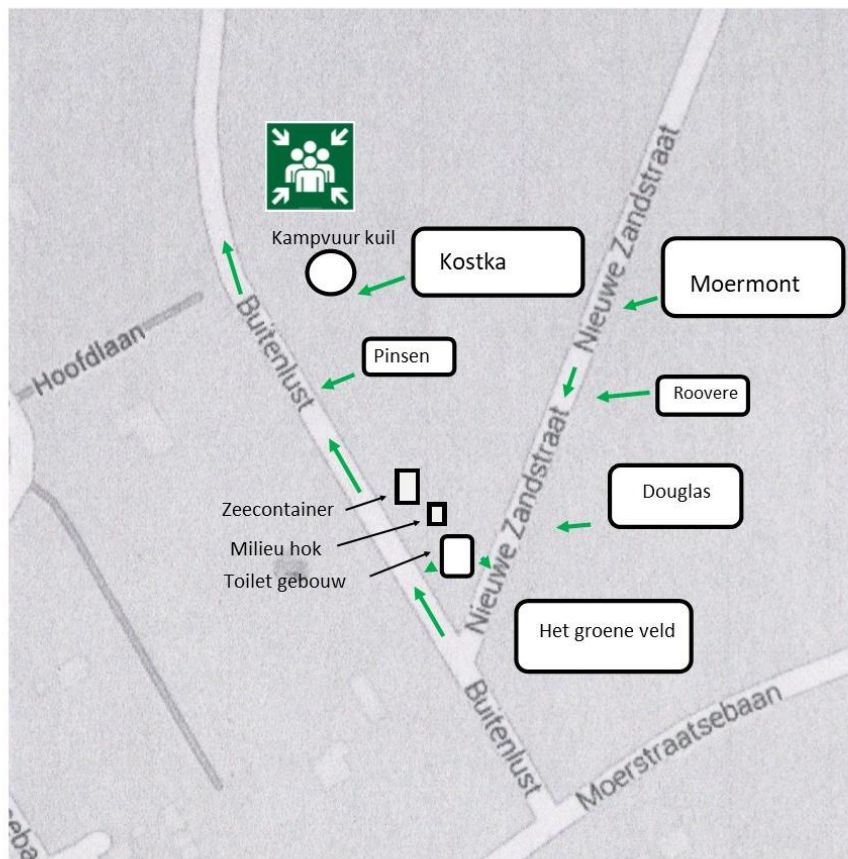 Kampvuur kuil
Kostka
Nieuwe Zandstraat
Moermont
Hoofdlaan
Buitenlust
Pinsen
Roovere
Nieuwe Zandstraat
Douglas
Zeecontainer
Milieu hok
Toilet gebouw
Het groene veld
Buitenlust
Moerstraatsebaan
seba